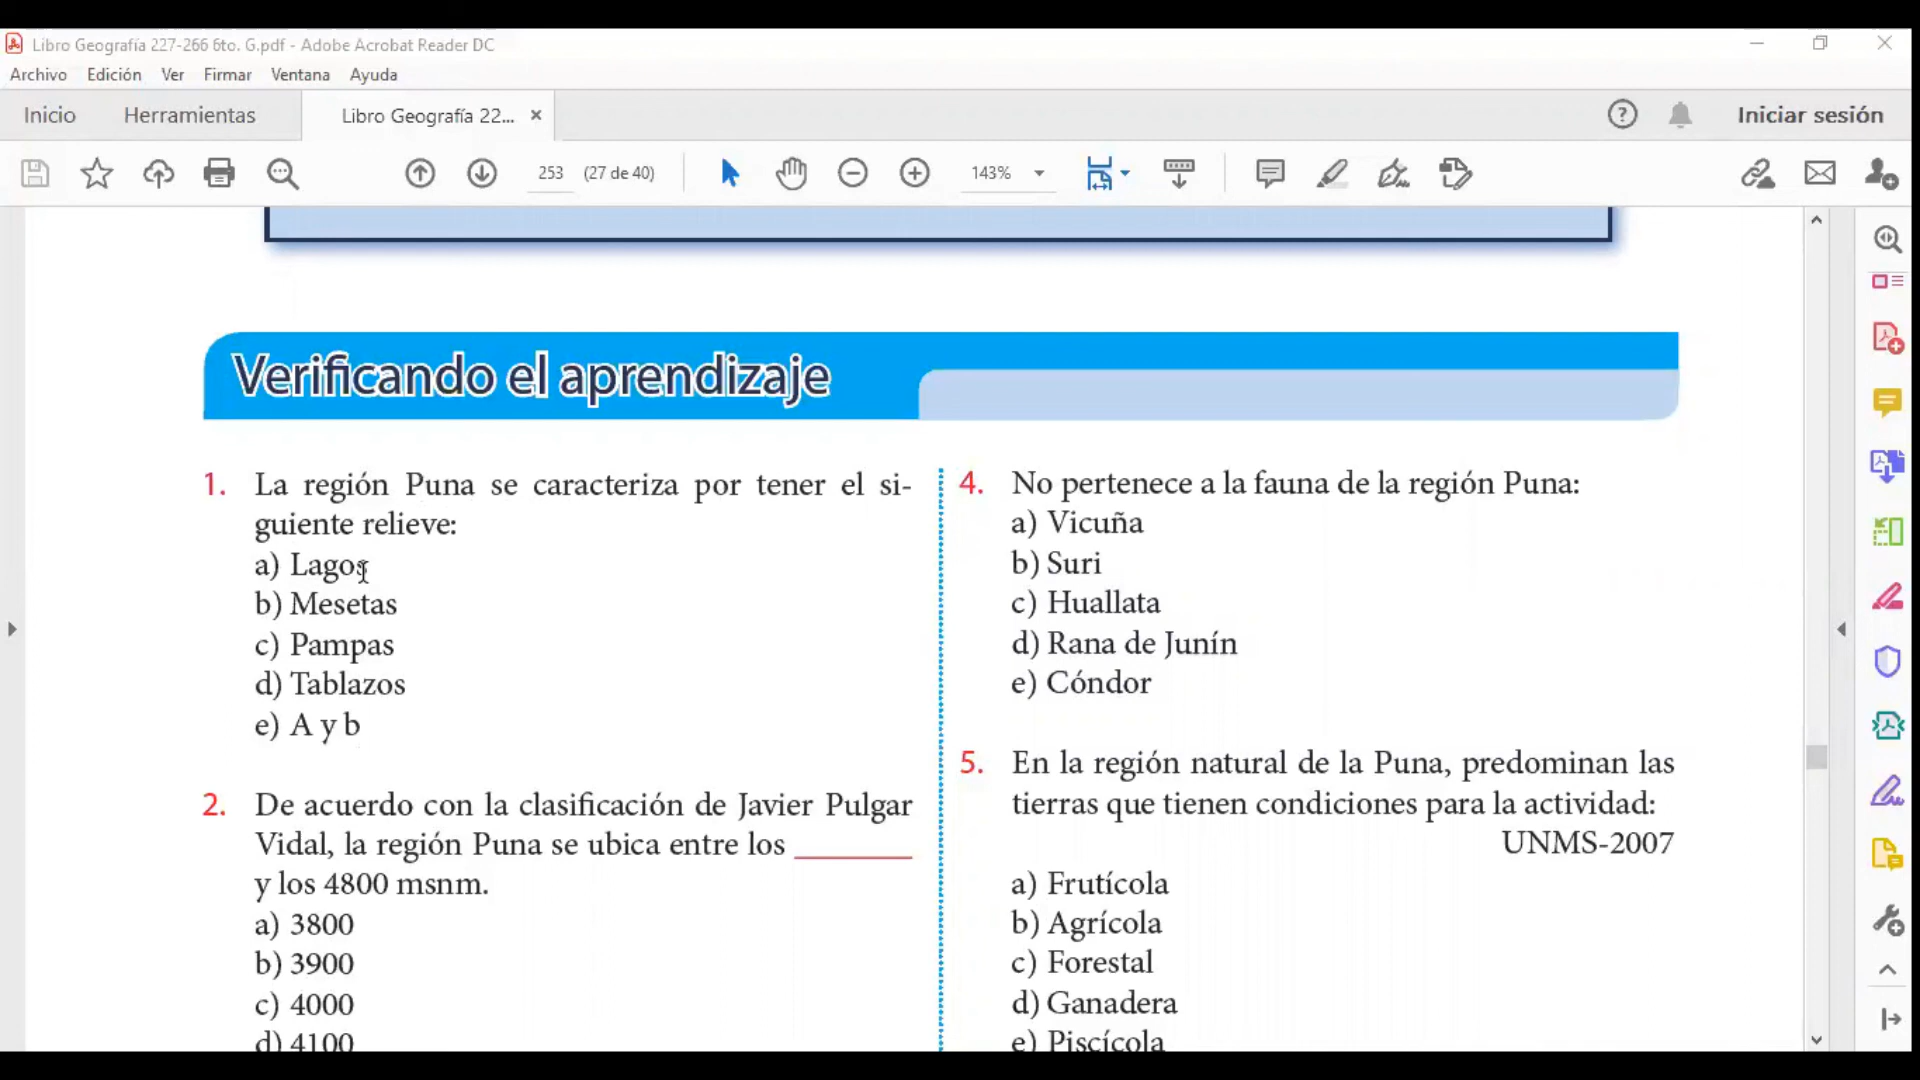 Libro Geografía 227-266 6to. G.pdf - Adobe Acrobat Reader DC
Archivo Edición Ver Firmar Ventana Ayuda
Inicio Herramientas Libro Geografía 22... Iniciar sesión
253 (27 de 40) 143%
Verificando el aprendizaje
1. La región Puna se caracteriza por tener el si-
guiente relieve:
a) Lagos
b) Mesetas
c) Pampas
d) Tablazos
e) A y b
2. De acuerdo con la clasificación de Javier Pulgar
Vidal, la región Puna se ubica entre los ________
y los 4800 msnm.
a) 3800
b) 3900
c) 4000
d) 4100
4. No pertenece a la fauna de la región Puna:
a) Vicuña
b) Suri
c) Huallata
d) Rana de Junín
e) Cóndor
5. En la región natural de la Puna, predominan las
tierras que tienen condiciones para la actividad:
UNMS-2007
a) Frutícola
b) Agrícola
c) Forestal
d) Ganadera
e) Piscícola